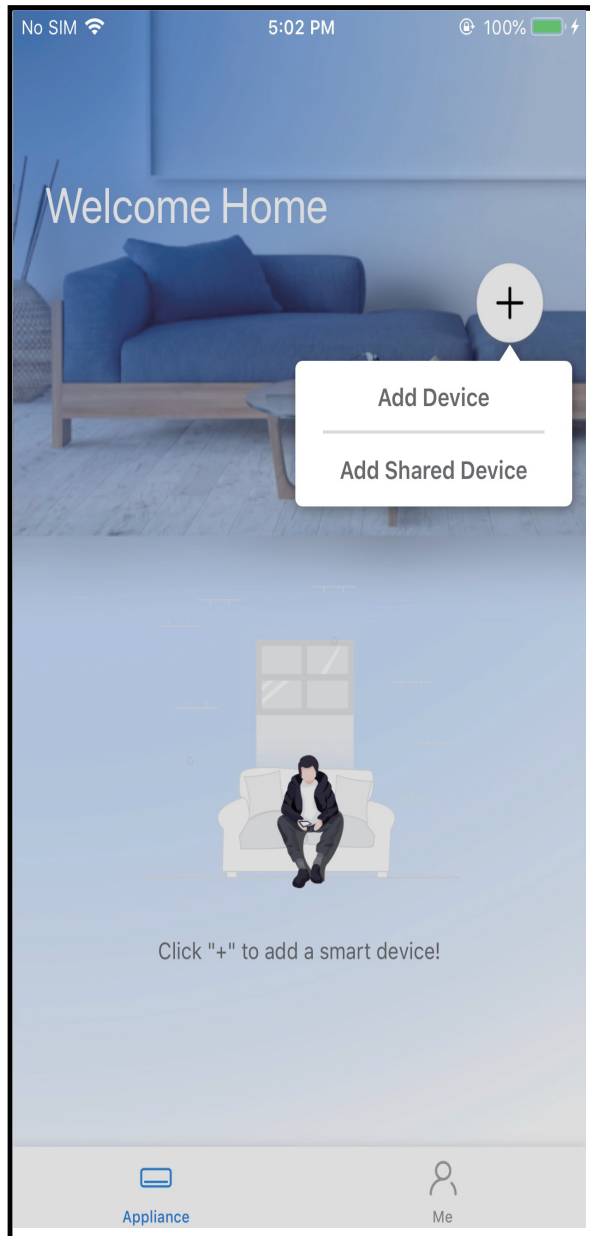 No SIM 5:02 PM 100%
Welcome Home
+
Add Device
Add Shared Device
Click "+" to add a smart device!
Appliance Me